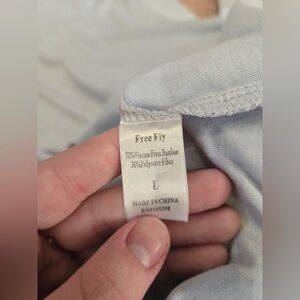 Free Fly
70%Viscose From Bamboo
30%Polyester Fiber
L
MADE IN CHINA